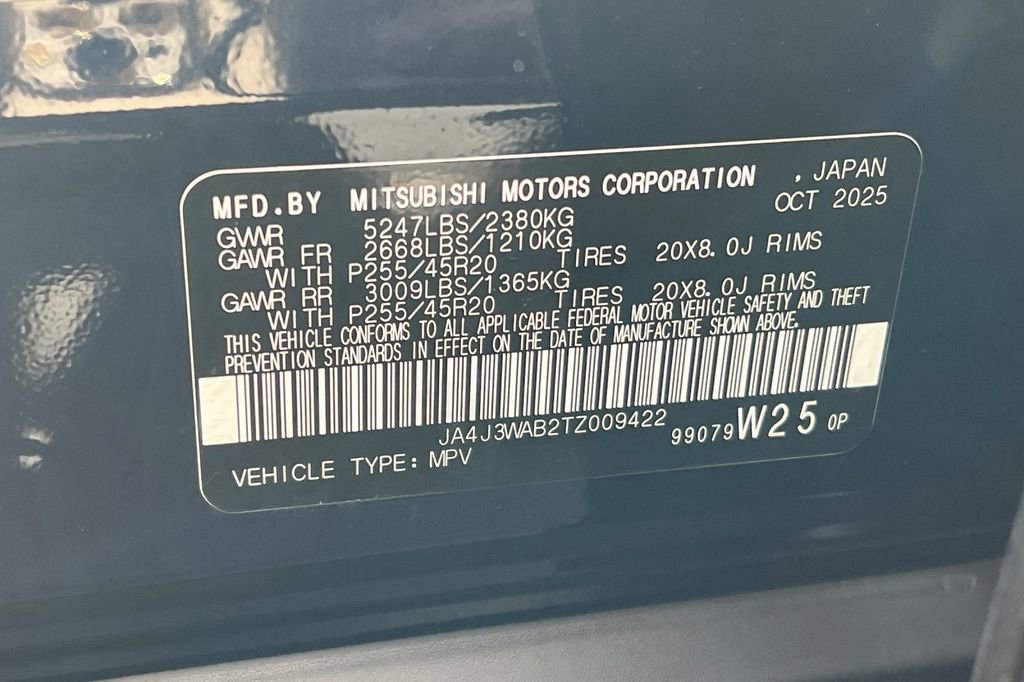 MFD.BY MITSUBISHI MOTORS CORPORATION , JAPAN
OCT 2025
GVWR 5247LBS/2380KG
GAWR FR 2668LBS/1210KG
WITH P255/45R20 TIRES 20X8.0J RIMS
GAWR RR 3009LBS/1365KG
WITH P255/45R20 TIRES 20X8.0J RIMS
THIS VEHICLE CONFORMS TO ALL APPLICABLE FEDERAL MOTOR VEHICLE SAFETY AND THEFT
PREVENTION STANDARDS IN EFFECT ON THE DATE OF MANUFACTURE SHOWN ABOVE.
JA4J3WAB2TZ009422 99079 W25 0P
VEHICLE TYPE: MPV